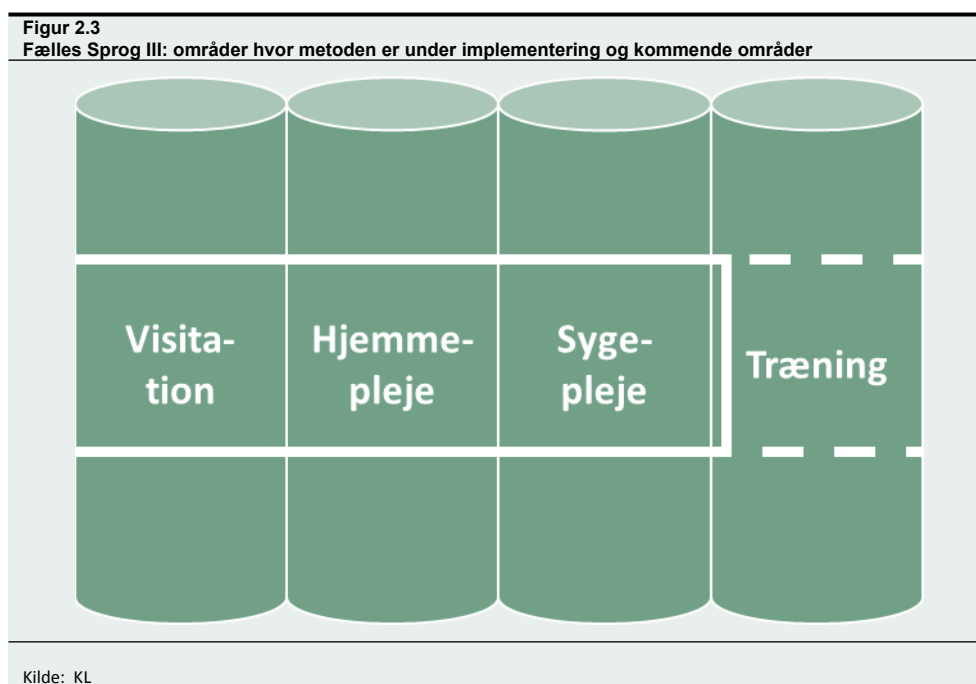 Figur 2.3
Fælles Sprog III: områder hvor metoden er under implementering og kommende områder
Visita-
tion
Hjemme-
pleje
Syge-
pleje
Træning
Kilde: KL